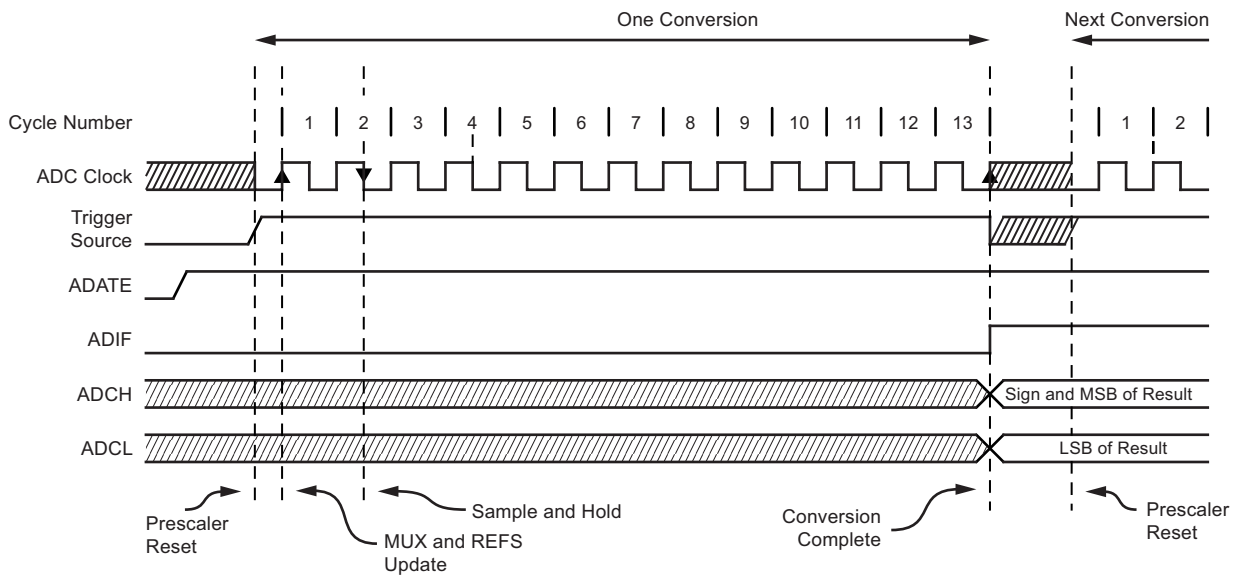 One Conversion
Next Conversion
Cycle Number
1 2 3 4 5 6 7 8 9 10 11 12 13 1 2
ADC Clock
Trigger
Source
ADATE
ADIF
ADCH
Sign and MSB of Result
ADCL
LSB of Result
Prescaler
Reset
MUX and REFS
Update
Sample and Hold
Conversion
Complete
Prescaler
Reset